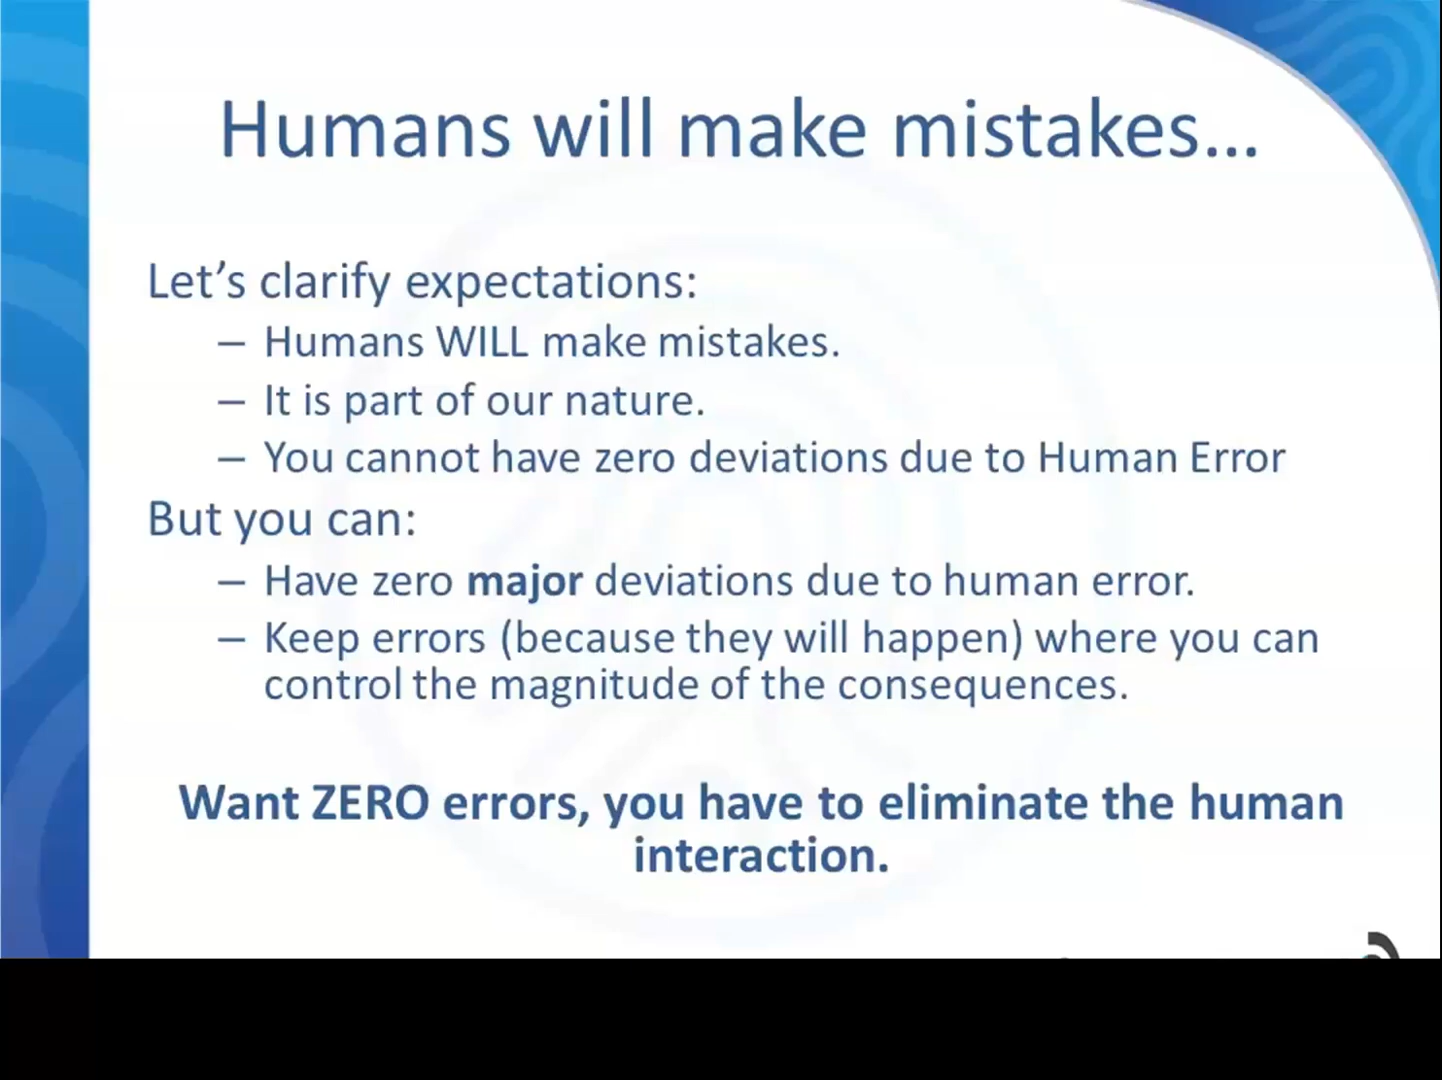 Humans will make mistakes...
Let's clarify expectations:
– Humans WILL make mistakes.
– It is part of our nature.
– You cannot have zero deviations due to Human Error
But you can:
– Have zero major deviations due to human error.
– Keep errors (because they will happen) where you can
control the magnitude of the consequences.
Want ZERO errors, you have to eliminate the human
interaction.